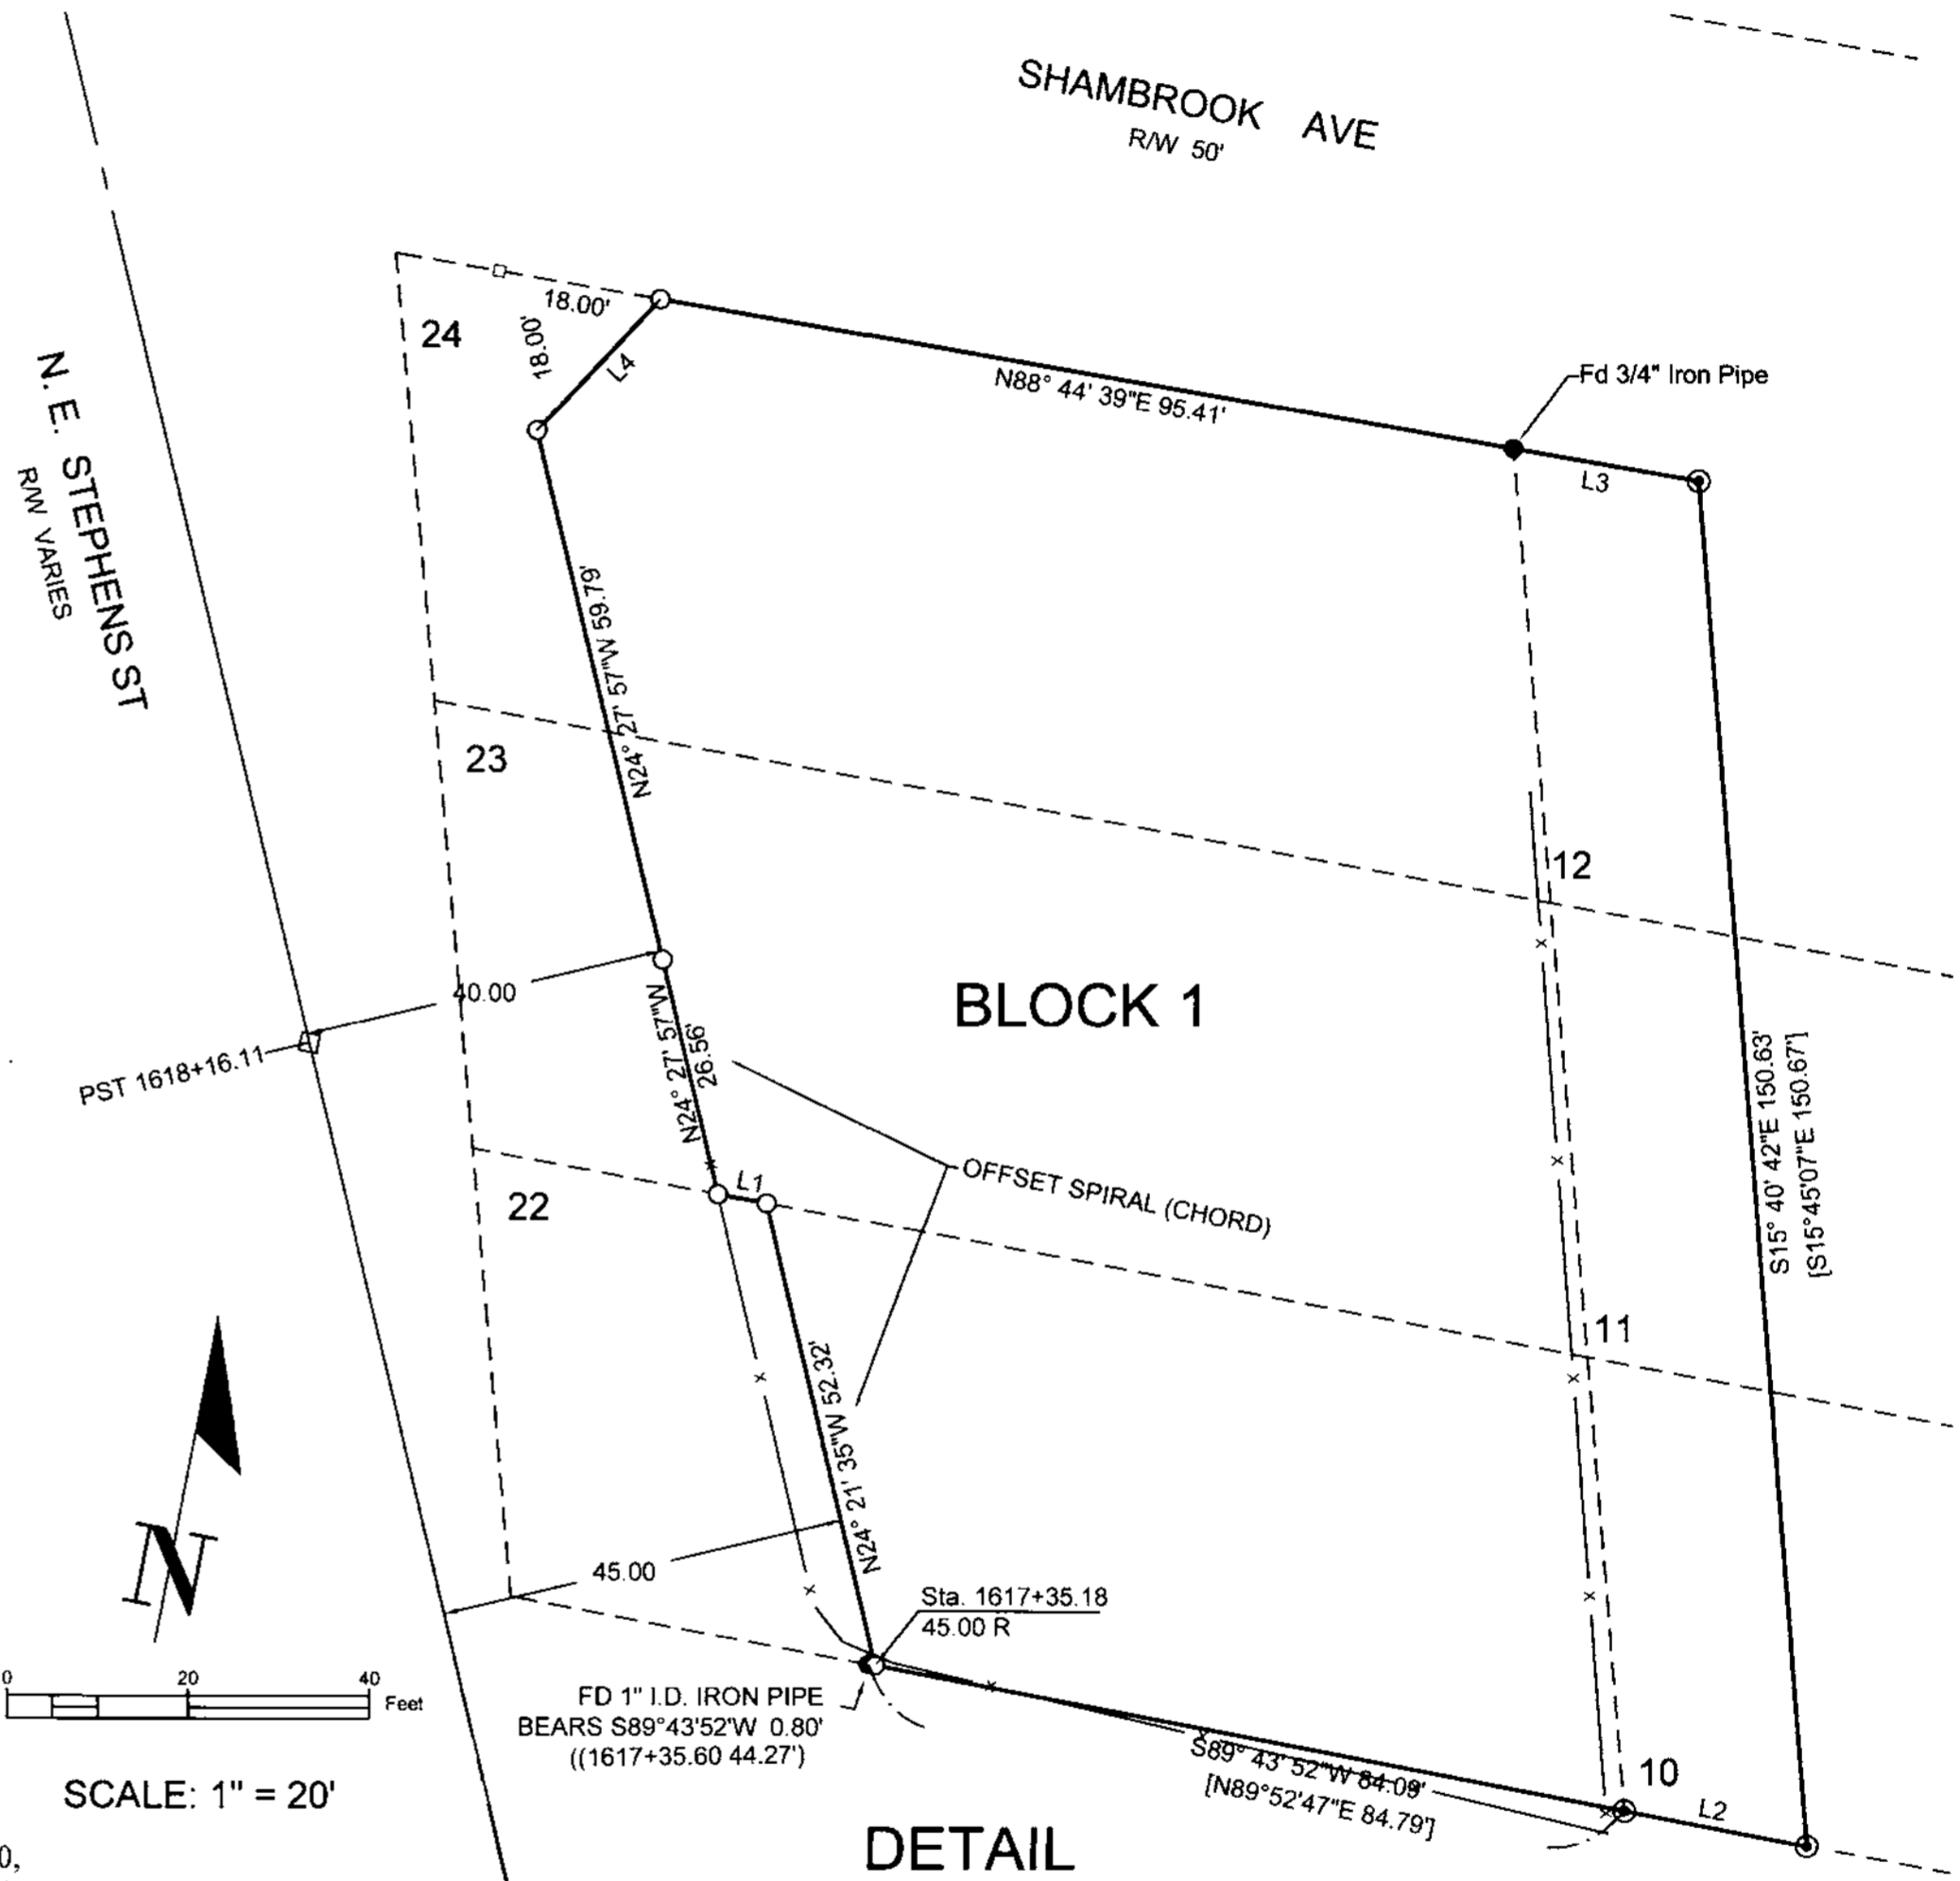 SHAMBROOK AVE
R/W 50'
N. E. STEPHENS ST
R/W VARIES
24
18.00'
18.00'
L4
N88° 44' 39"E 95.41'
Fd 3/4" Iron Pipe
L3
N24° 27' 57"W 59.79'
23
12
40.00
BLOCK 1
PST 1618+16.11
N24° 27' 57"W
26.56'
S15° 40' 42"E 150.63'
[S15°45'07"E 150.67']
L1
OFFSET SPIRAL (CHORD)
22
11
N24° 21' 35"W 52.32'
45.00
Sta. 1617+35.18
45.00 R
N
0 20 40
Feet
FD 1" I.D. IRON PIPE
BEARS S89°43'52'W 0.80'
((1617+35.60 44.27')
S89° 43' 52"W 84.09'
[N89°52'47"E 84.79']
10
L2
SCALE: 1" = 20'
DETAIL
0,